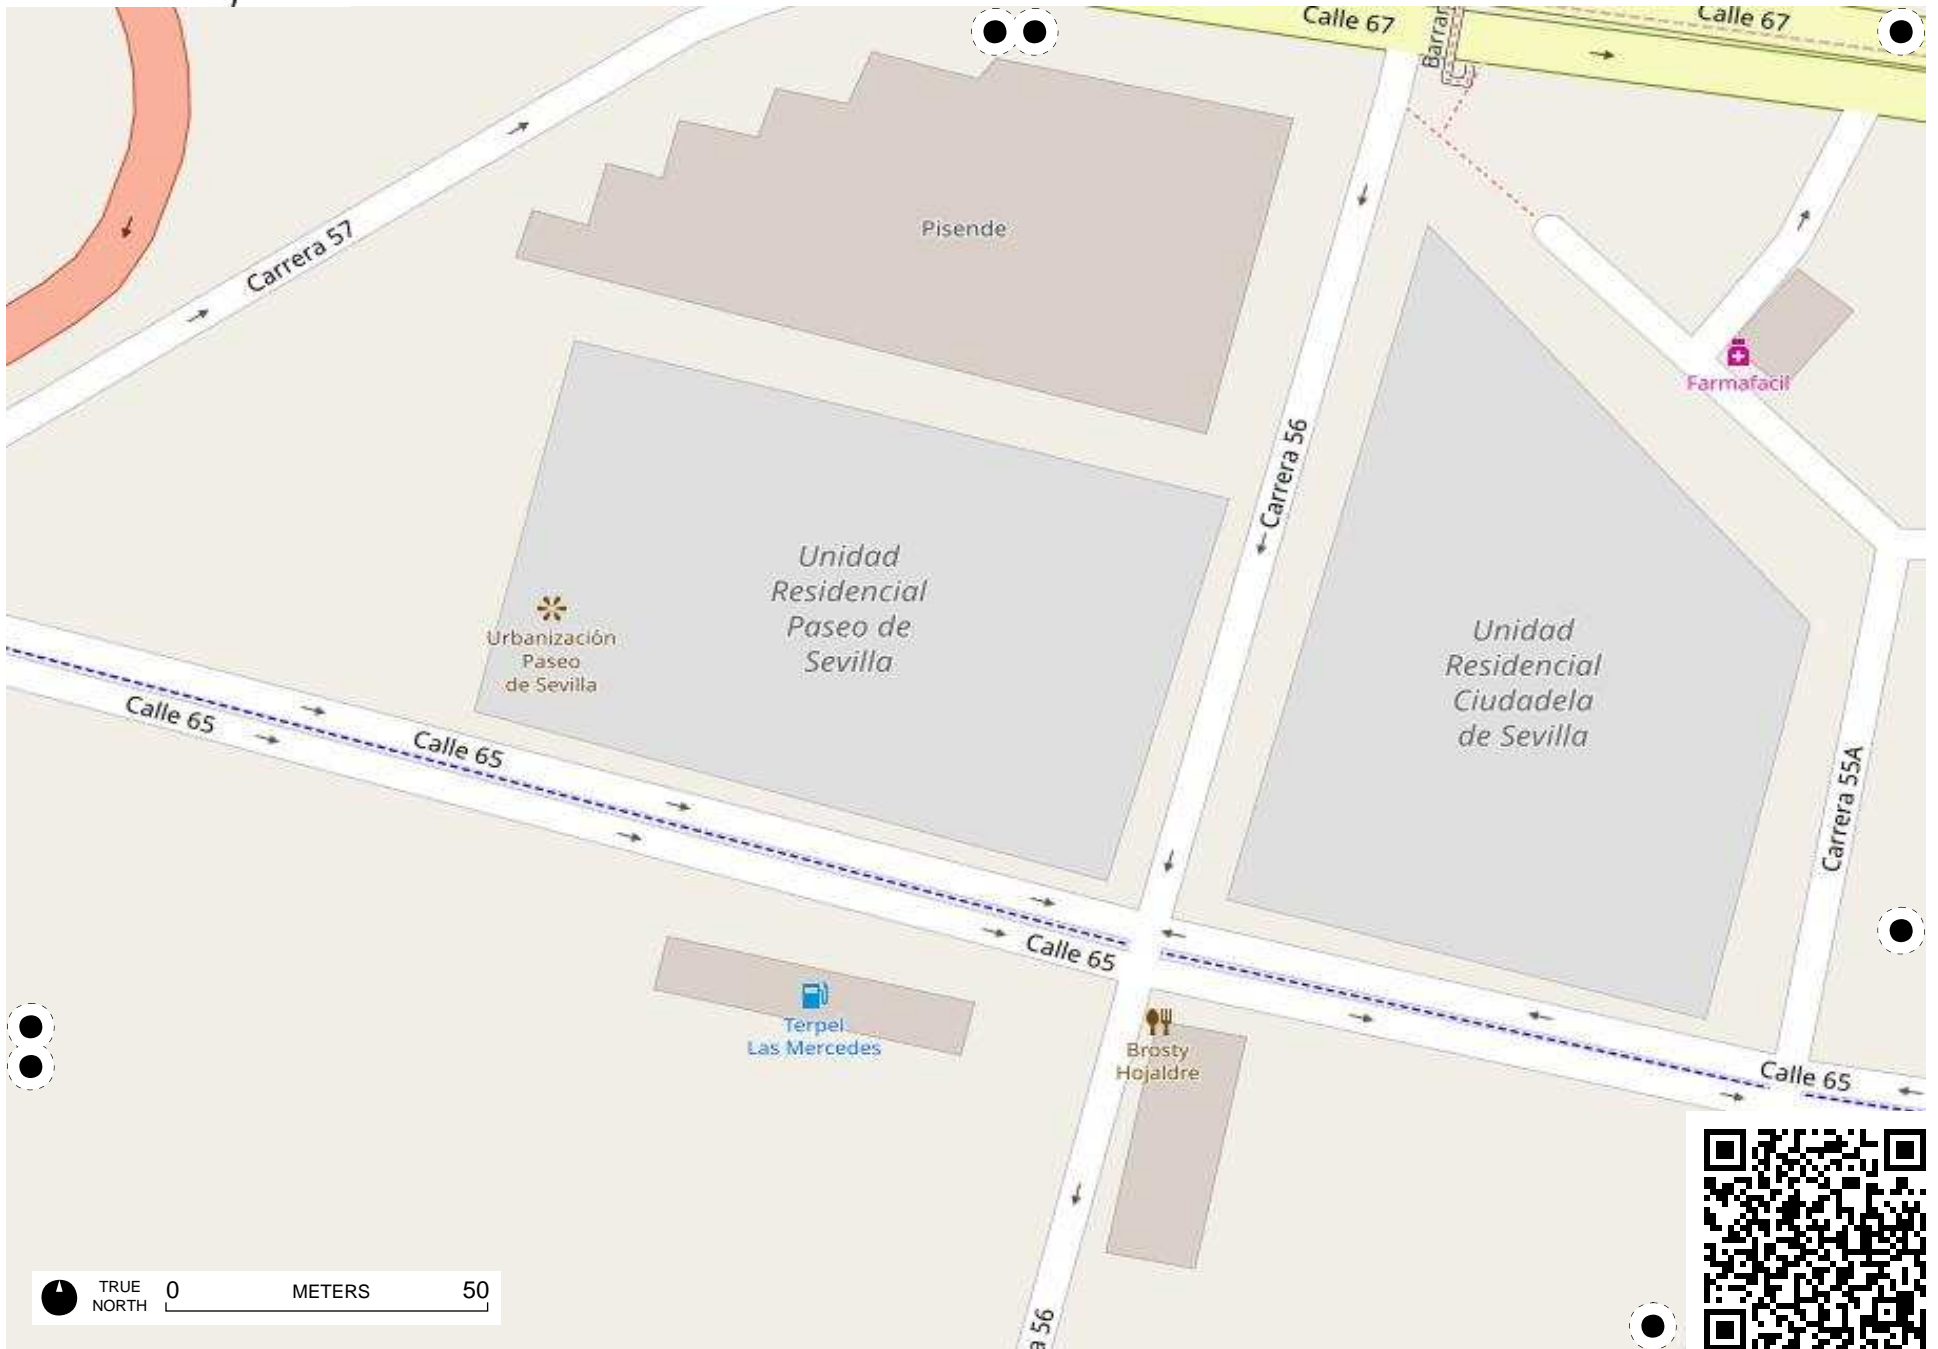 Calle 67
Calle 67
Barran
Carrera 57
Pisende
Farmafacil
Carrera 56
Unidad
Residencial
Paseo de
Sevilla
Urbanización
Paseo
de Sevilla
Unidad
Residencial
Ciudadela
de Sevilla
Calle 65
Calle 65
Carrera 55A
Calle 65
Terpel
Las Mercedes
Brosty
Hojaldre
Calle 65
TRUE
NORTH
0 METERS 50
a 56